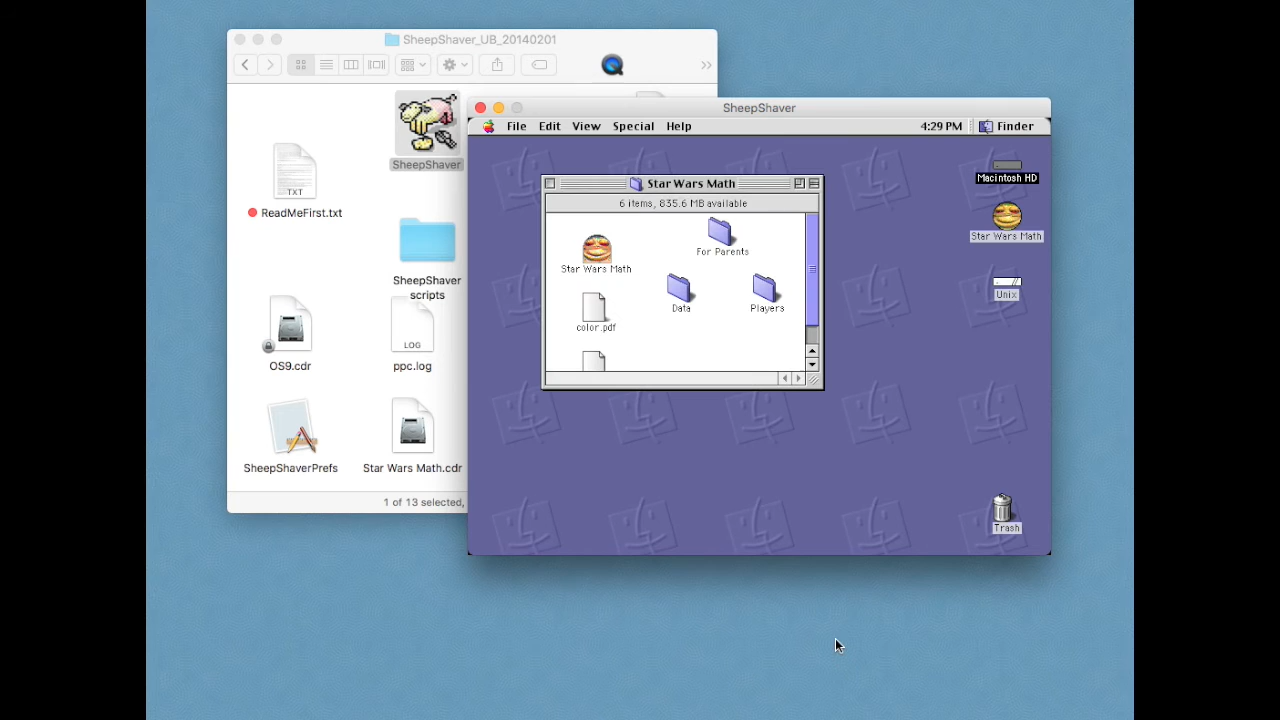 SheepShaver_UB_20140201
SheepShaver
TXT
ReadMeFirst.txt
SheepShaver
scripts
OS9.cdr
LOG
ppc.log
SheepShaverPrefs
Star Wars Math.cdr
1 of 13 selected,
SheepShaver
File Edit View Special Help 4:29 PM Finder
Star Wars Math
6 items, 835.6 MB available
Star Wars Math
For Parents
Data
Players
color.pdf
Macintosh HD
Star Wars Math
Unix
Trash